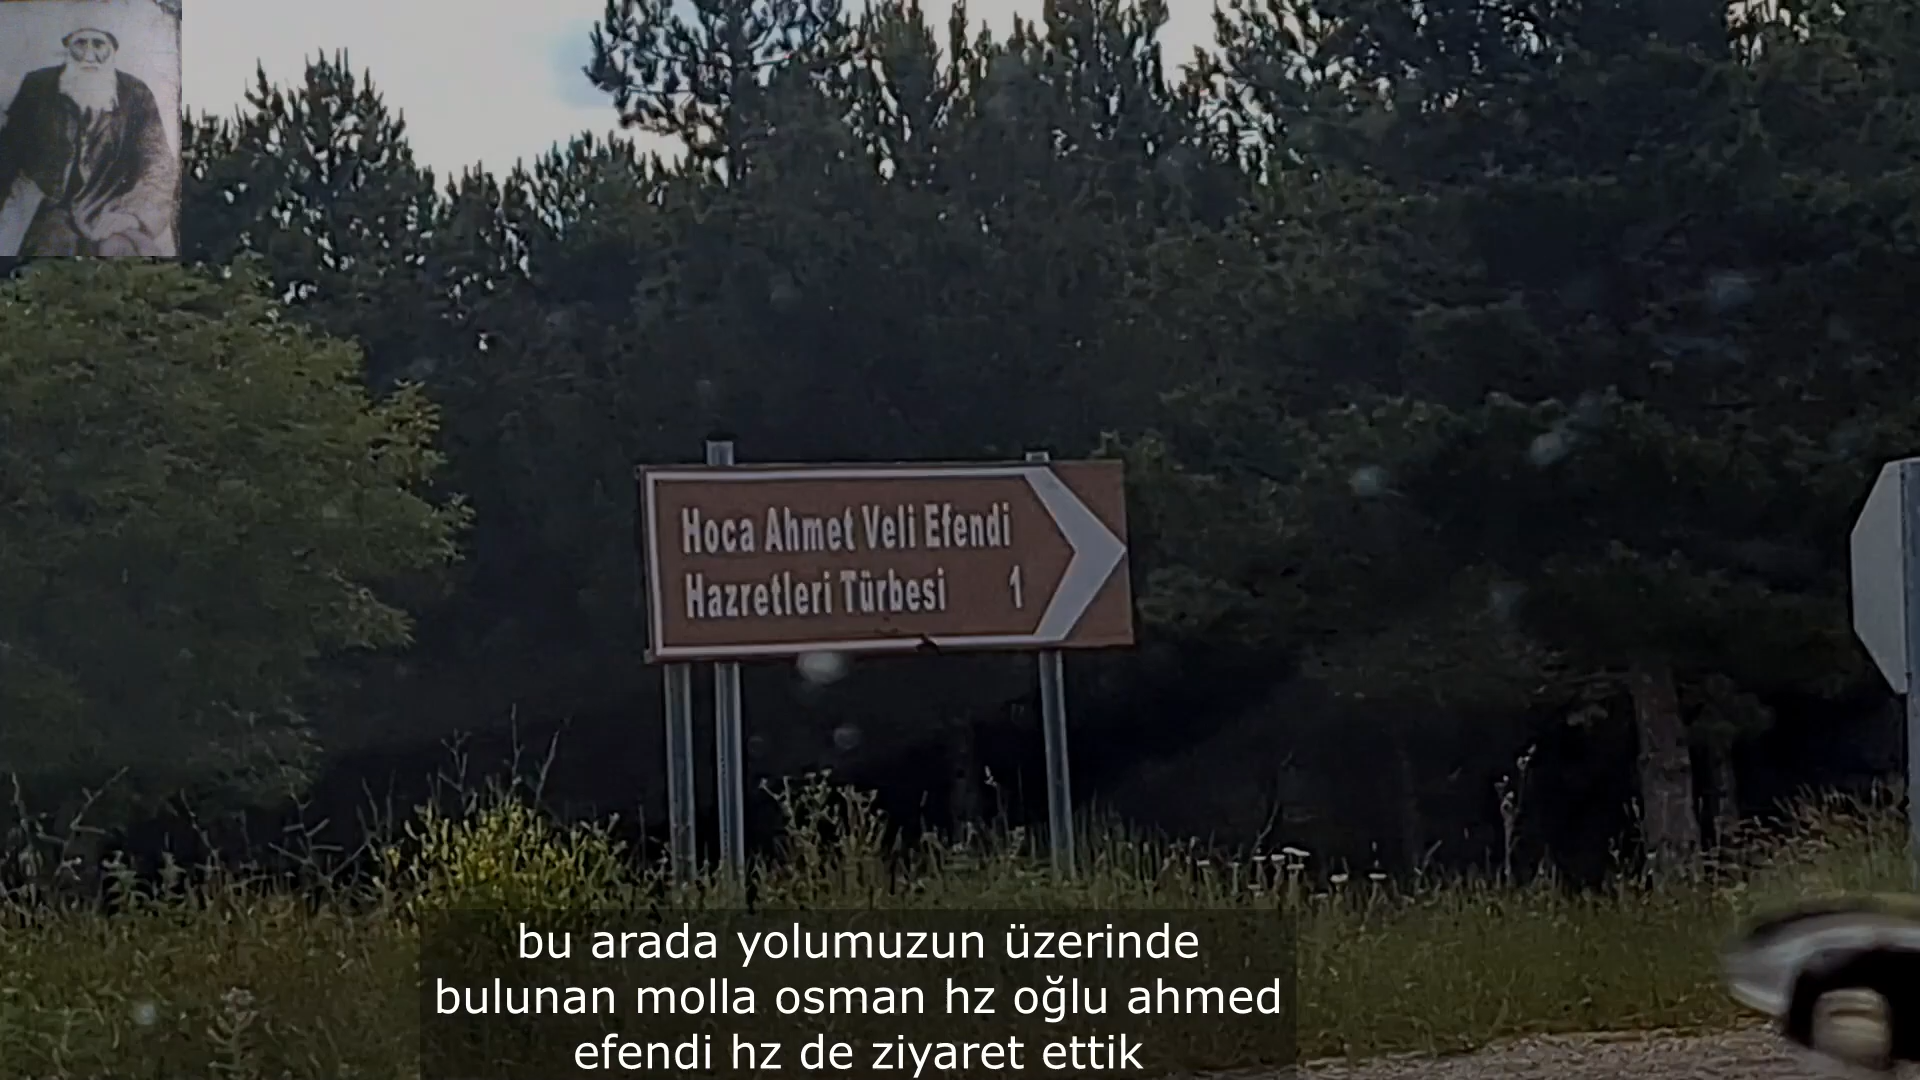 Hoca Ahmet Veli Efendi
Hazretleri Türbesi 1
bu arada yolumuzun üzerinde
bulunan molla osman hz oğlu ahmed
efendi hz de ziyaret ettik